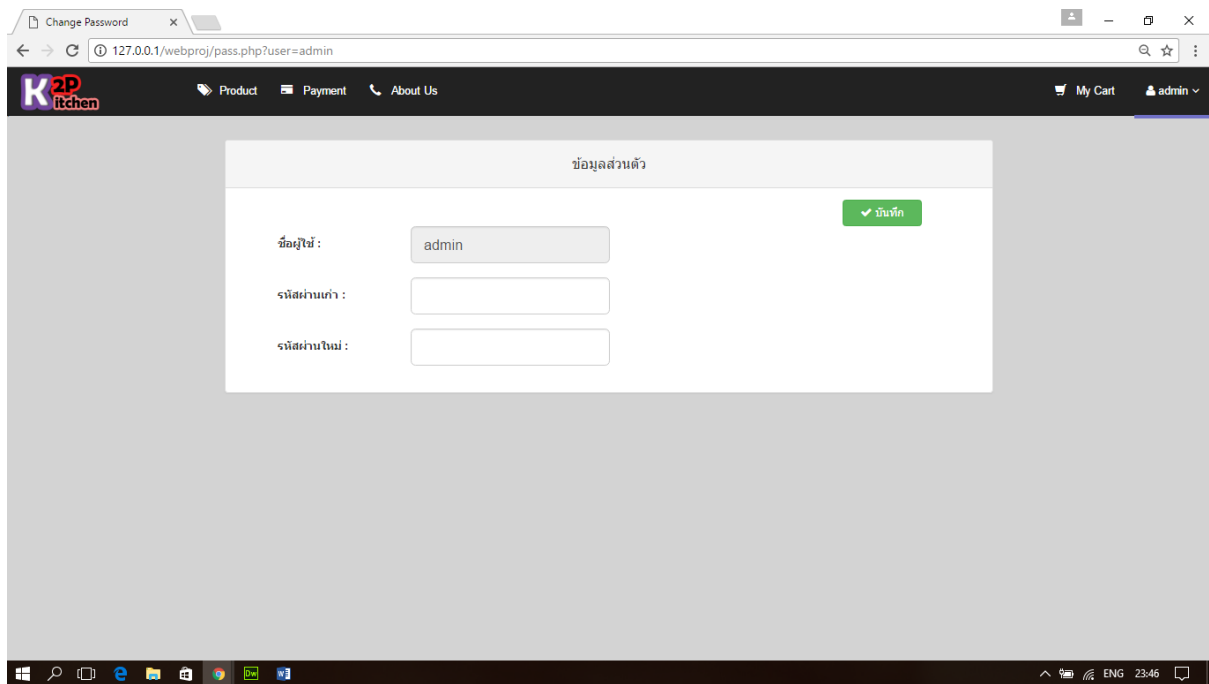 Change Password
127.0.0.1/webproj/pass.php?user=admin
K2P itchen
Product Payment About Us My Cart admin
ข้อมูลส่วนตัว
บันทึก
ชื่อผู้ใช้ : admin
รหัสผ่านเก่า :
รหัสผ่านใหม่ :
Dw W ENG 23:46